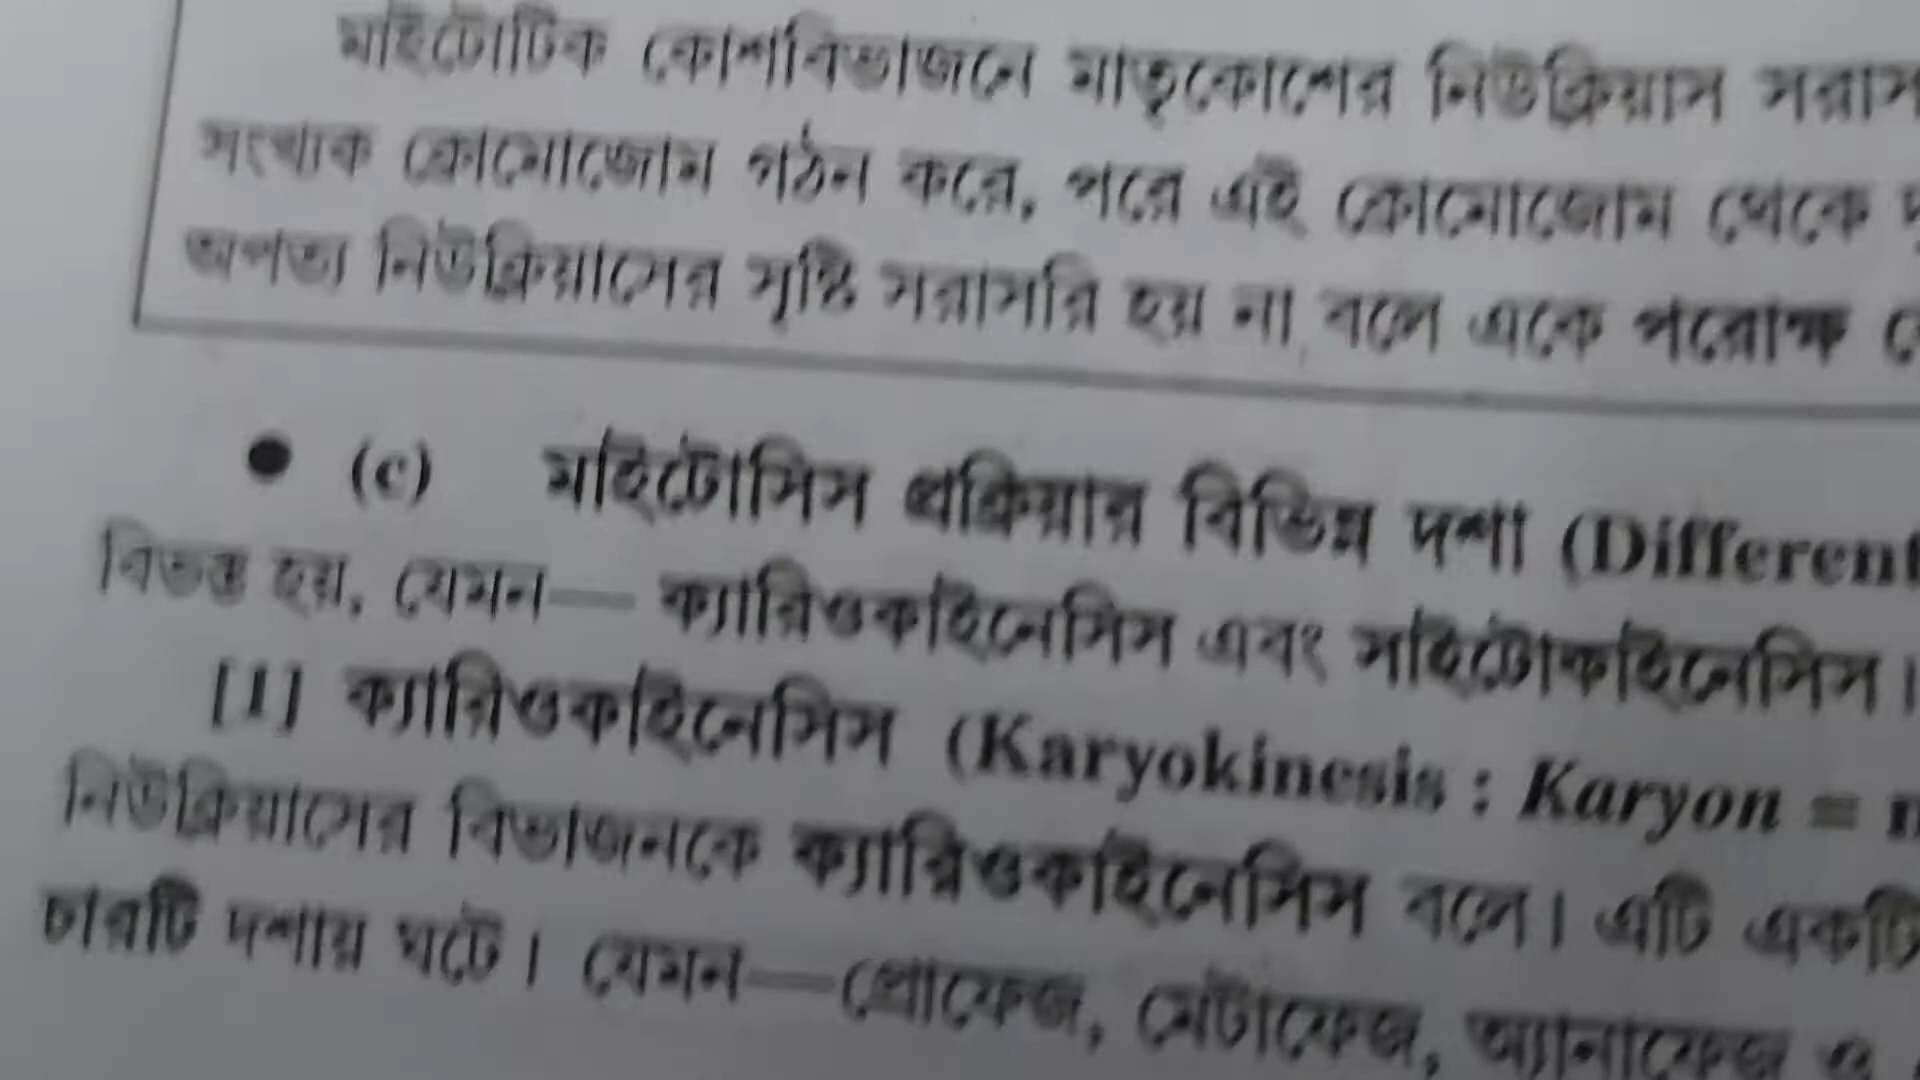 মাইটোটিক কোশবিভাজনে মাতৃকোশের নিউক্লিয়াস
সংখ্যক ক্রোমোজোম গঠন করে, পরে এই ক্রোমোজোম থেকে
অপত্য নিউক্লিয়াসের সৃষ্টি সরাসরি হয় না বলে একে পরোক্ষ
● (c) মাইটোসিস প্রক্রিয়ার বিভিন্ন দশা (Different
বিভক্ত হয়, যেমন— ক্যারিওকাইনেসিস এবং সাইটোকাইনেসিস।
[1] ক্যারিওকাইনেসিস (Karyokinesis : Karyon =
নিউক্লিয়াসের বিভাজনকে ক্যারিওকাইনেসিস বলে। এটি একটি
চারটি দশায় ঘটে। যেমন—প্রোফেজ, মেটাফেজ, অ্যানাফেজ ও